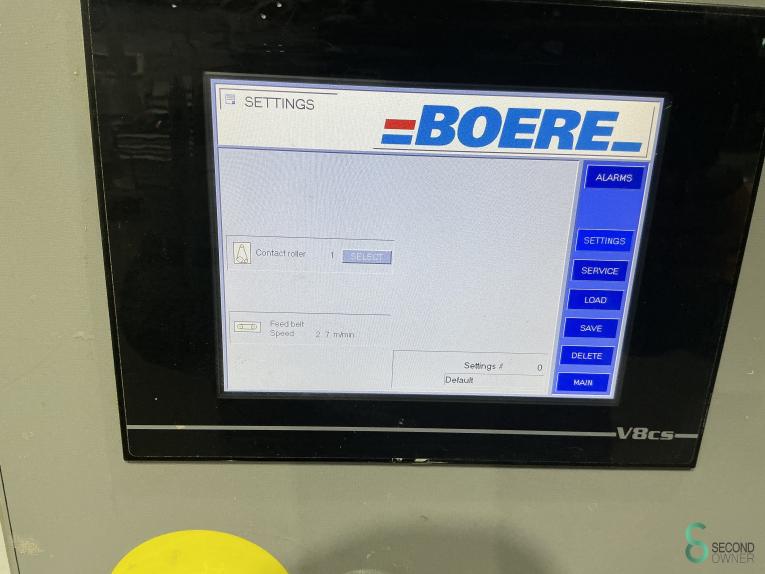 SETTINGS
BOERE
ALARMS
SETTINGS
Contact roller 1 SELECT
SERVICE
LOAD
Feed belt
Speed 2.7 m/min
SAVE
DELETE
Settings # 0
Default
MAIN
V8cs
SECOND
OWNER